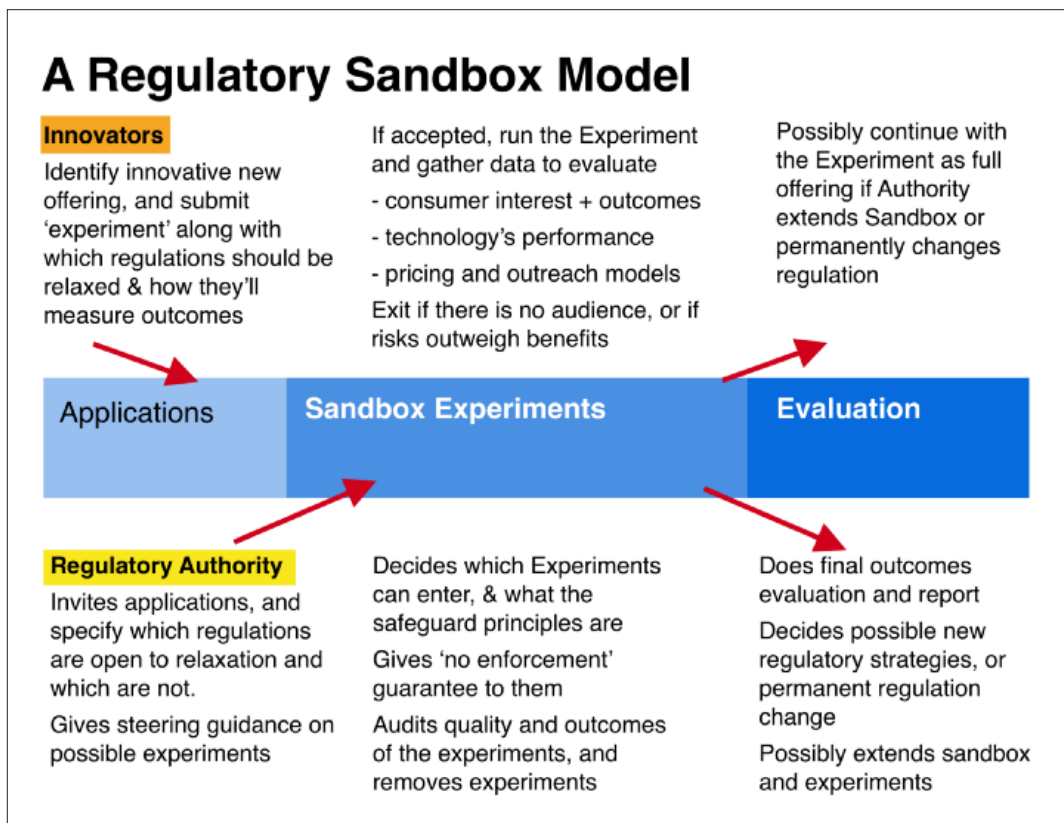 A Regulatory Sandbox Model
Innovators
Identify innovative new
offering, and submit
‘experiment’ along with
which regulations should be
relaxed & how they’ll
measure outcomes
If accepted, run the Experiment
and gather data to evaluate
- consumer interest + outcomes
- technology’s performance
- pricing and outreach models
Exit if there is no audience, or if
risks outweigh benefits
Possibly continue with
the Experiment as full
offering if Authority
extends Sandbox or
permanently changes
regulation
Applications
Sandbox Experiments
Evaluation
Regulatory Authority
Invites applications, and
specify which regulations
are open to relaxation and
which are not.
Gives steering guidance on
possible experiments
Decides which Experiments
can enter, & what the
safeguard principles are
Gives ‘no enforcement’
guarantee to them
Audits quality and outcomes
of the experiments, and
removes experiments
Does final outcomes
evaluation and report
Decides possible new
regulatory strategies, or
permanent regulation
change
Possibly extends sandbox
and experiments